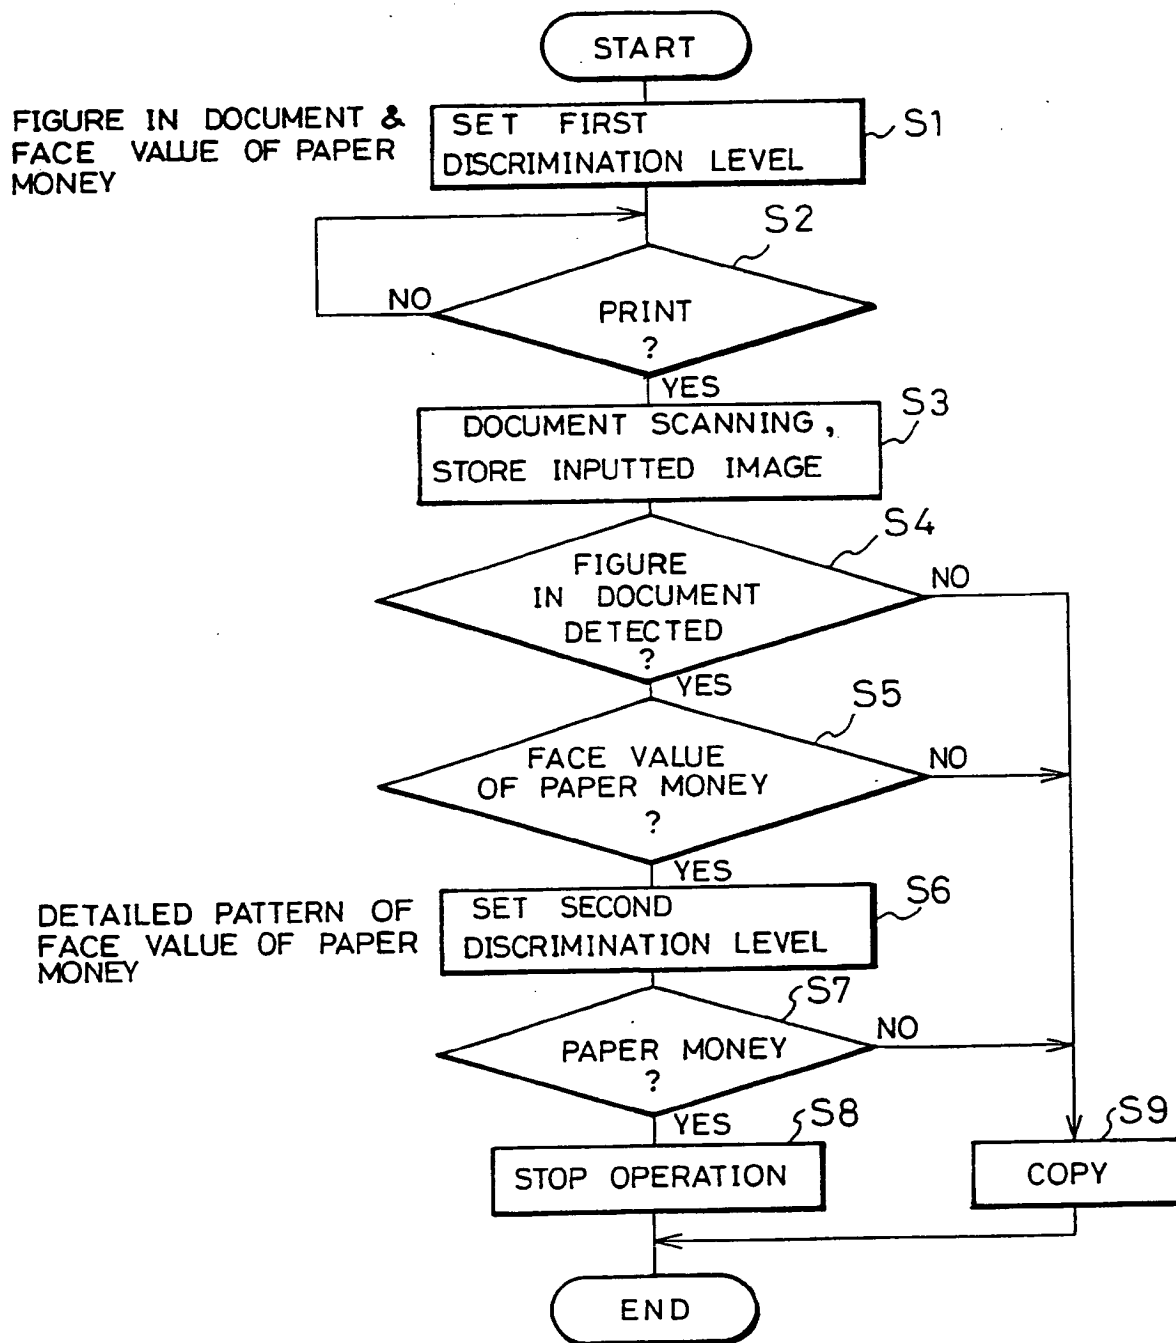 START
FIGURE IN DOCUMENT &
FACE VALUE OF PAPER
MONEY
SET FIRST
DISCRIMINATION LEVEL
S1
S2
NO
PRINT
?
YES
S3
DOCUMENT SCANNING,
STORE INPUTTED IMAGE
S4
FIGURE
IN DOCUMENT
DETECTED
?
NO
YES
S5
FACE VALUE
OF PAPER MONEY
?
NO
YES
DETAILED PATTERN OF
FACE VALUE OF PAPER
MONEY
SET SECOND
DISCRIMINATION LEVEL
S6
S7
PAPER MONEY
?
NO
YES
S8
STOP OPERATION
S9
COPY
END